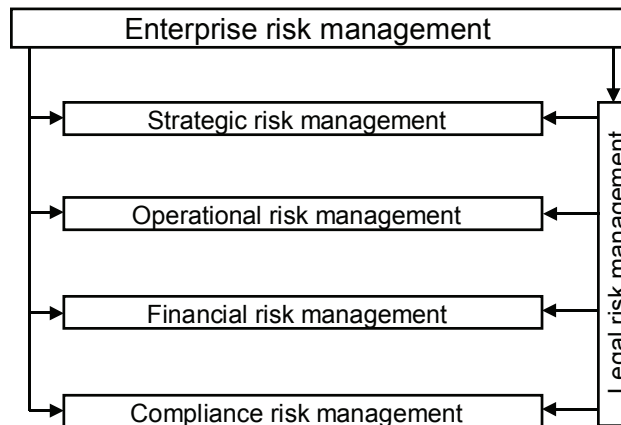 Enterprise risk management
Strategic risk management
Operational risk management
Financial risk management
Compliance risk management
Legal risk management